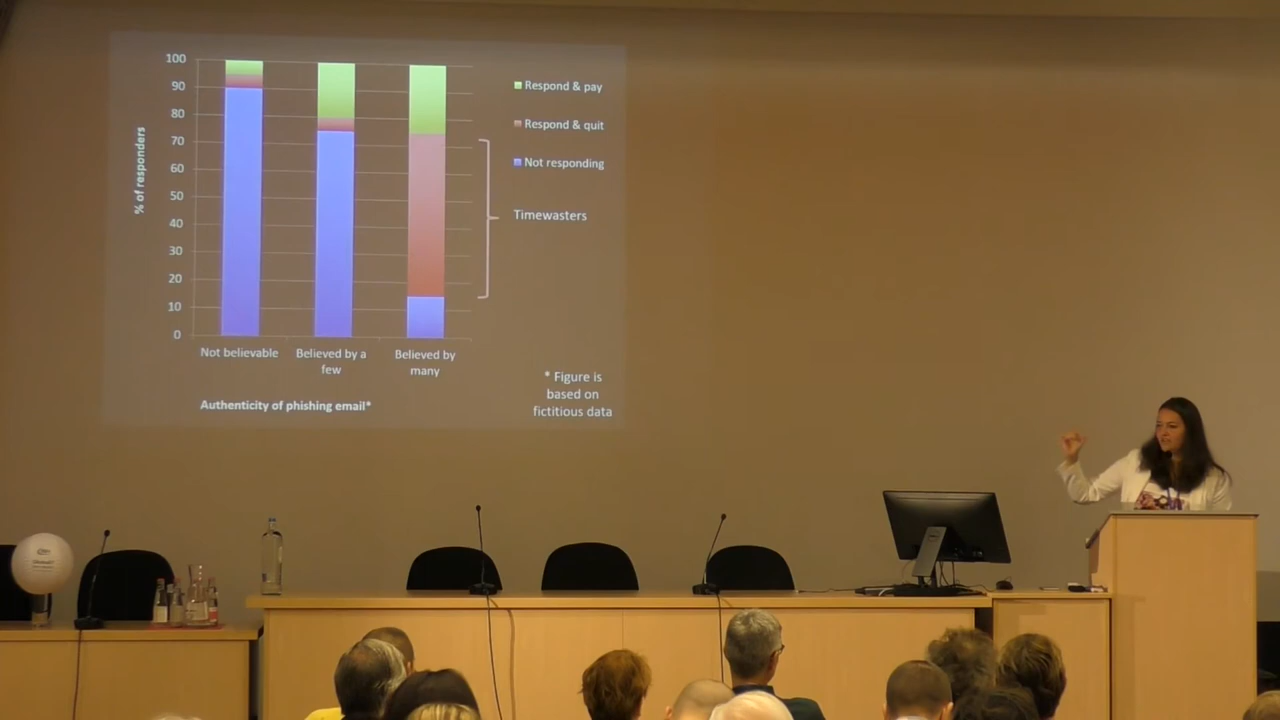 100
90
80
70
60
50
40
30
20
10
0
% of responders
Not believable
Believed by a
few
Believed by
many
Authenticity of phishing email*
Respond & pay
Respond & quit
Not responding
Timewasters
* Figure is
based on
fictitious data